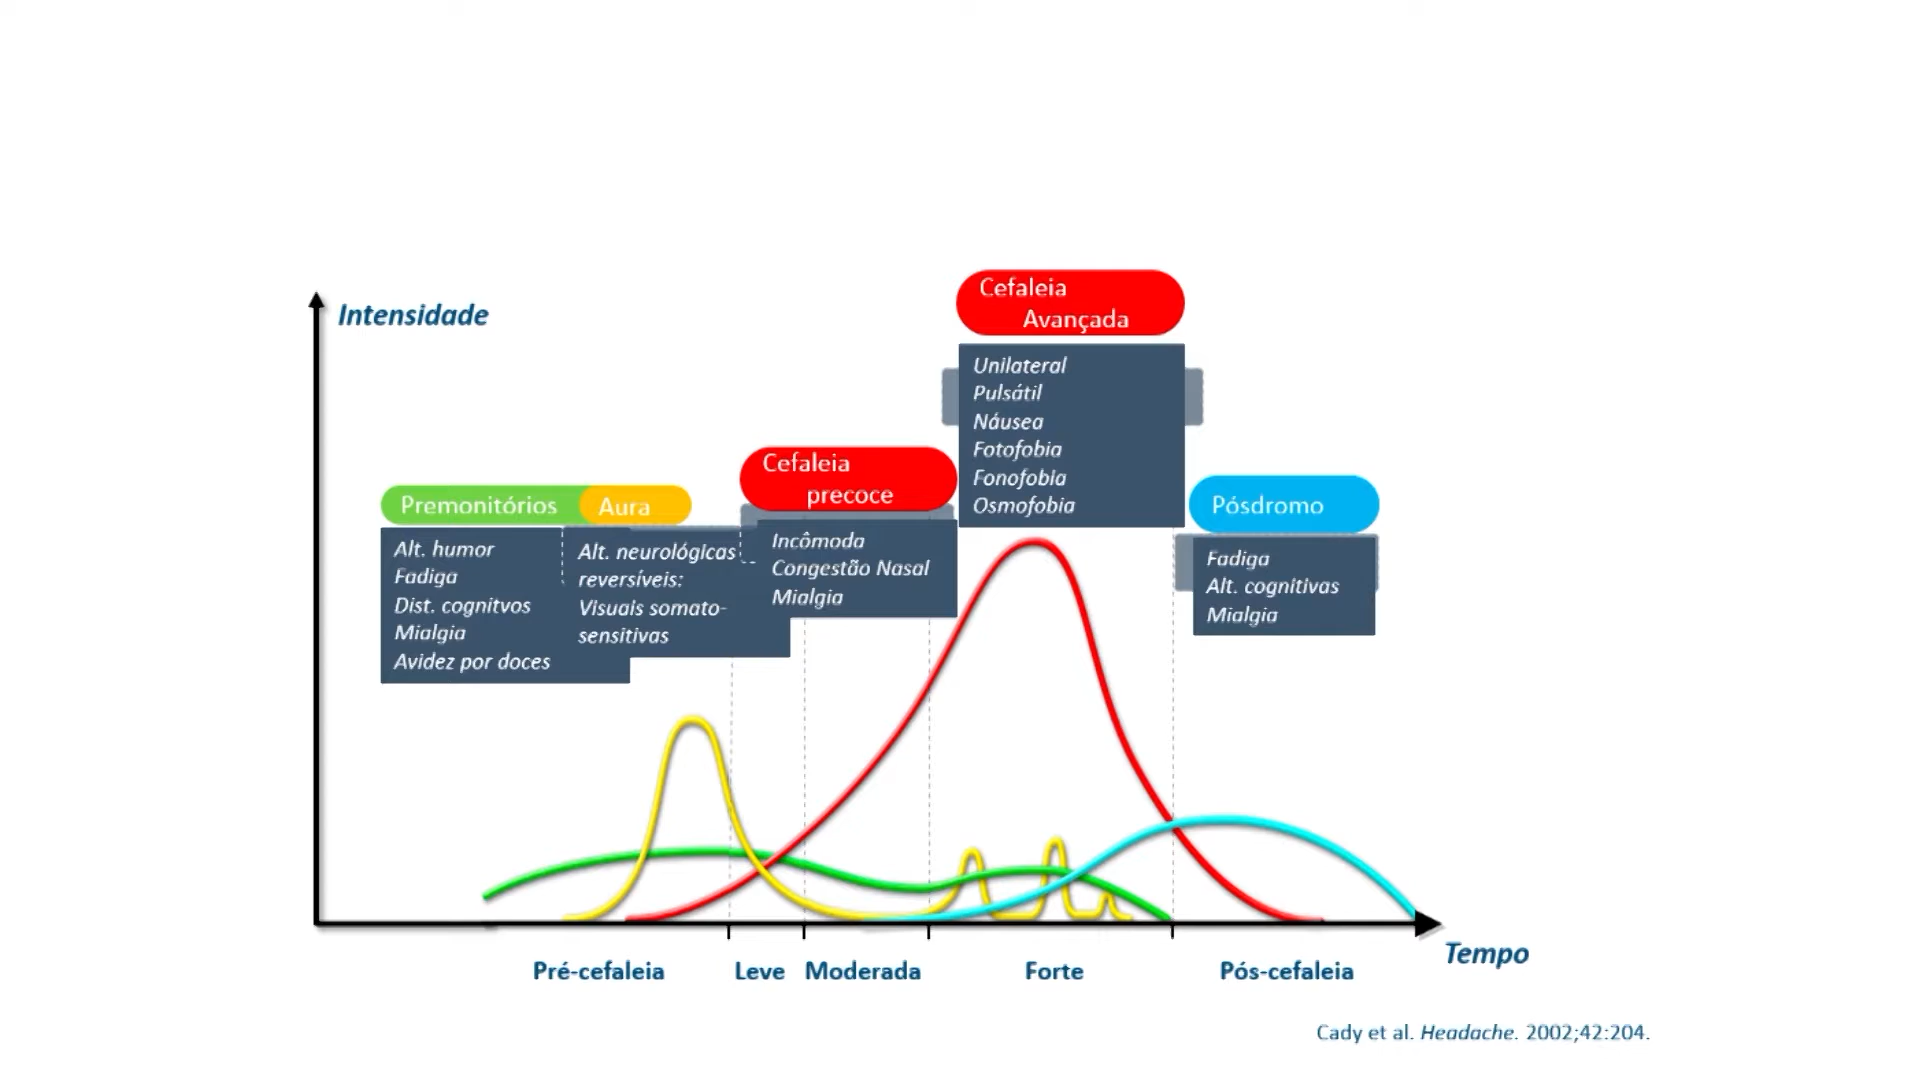 Intensidade
Premonitórios
Alt. humor
Fadiga
Dist. cognitvos
Mialgia
Avidez por doces
Aura
Alt. neurológicas
reversíveis:
Visuais somato-
sensitivas
Cefaleia
precoce
Incômoda
Congestão Nasal
Mialgia
Cefaleia
Avançada
Unilateral
Pulsátil
Náusea
Fotofobia
Fonofobia
Osmofobia
Pósdromo
Fadiga
Alt. cognitivas
Mialgia
Pré-cefaleia
Leve
Moderada
Forte
Pós-cefaleia
Tempo
Cady et al. Headache. 2002;42:204.